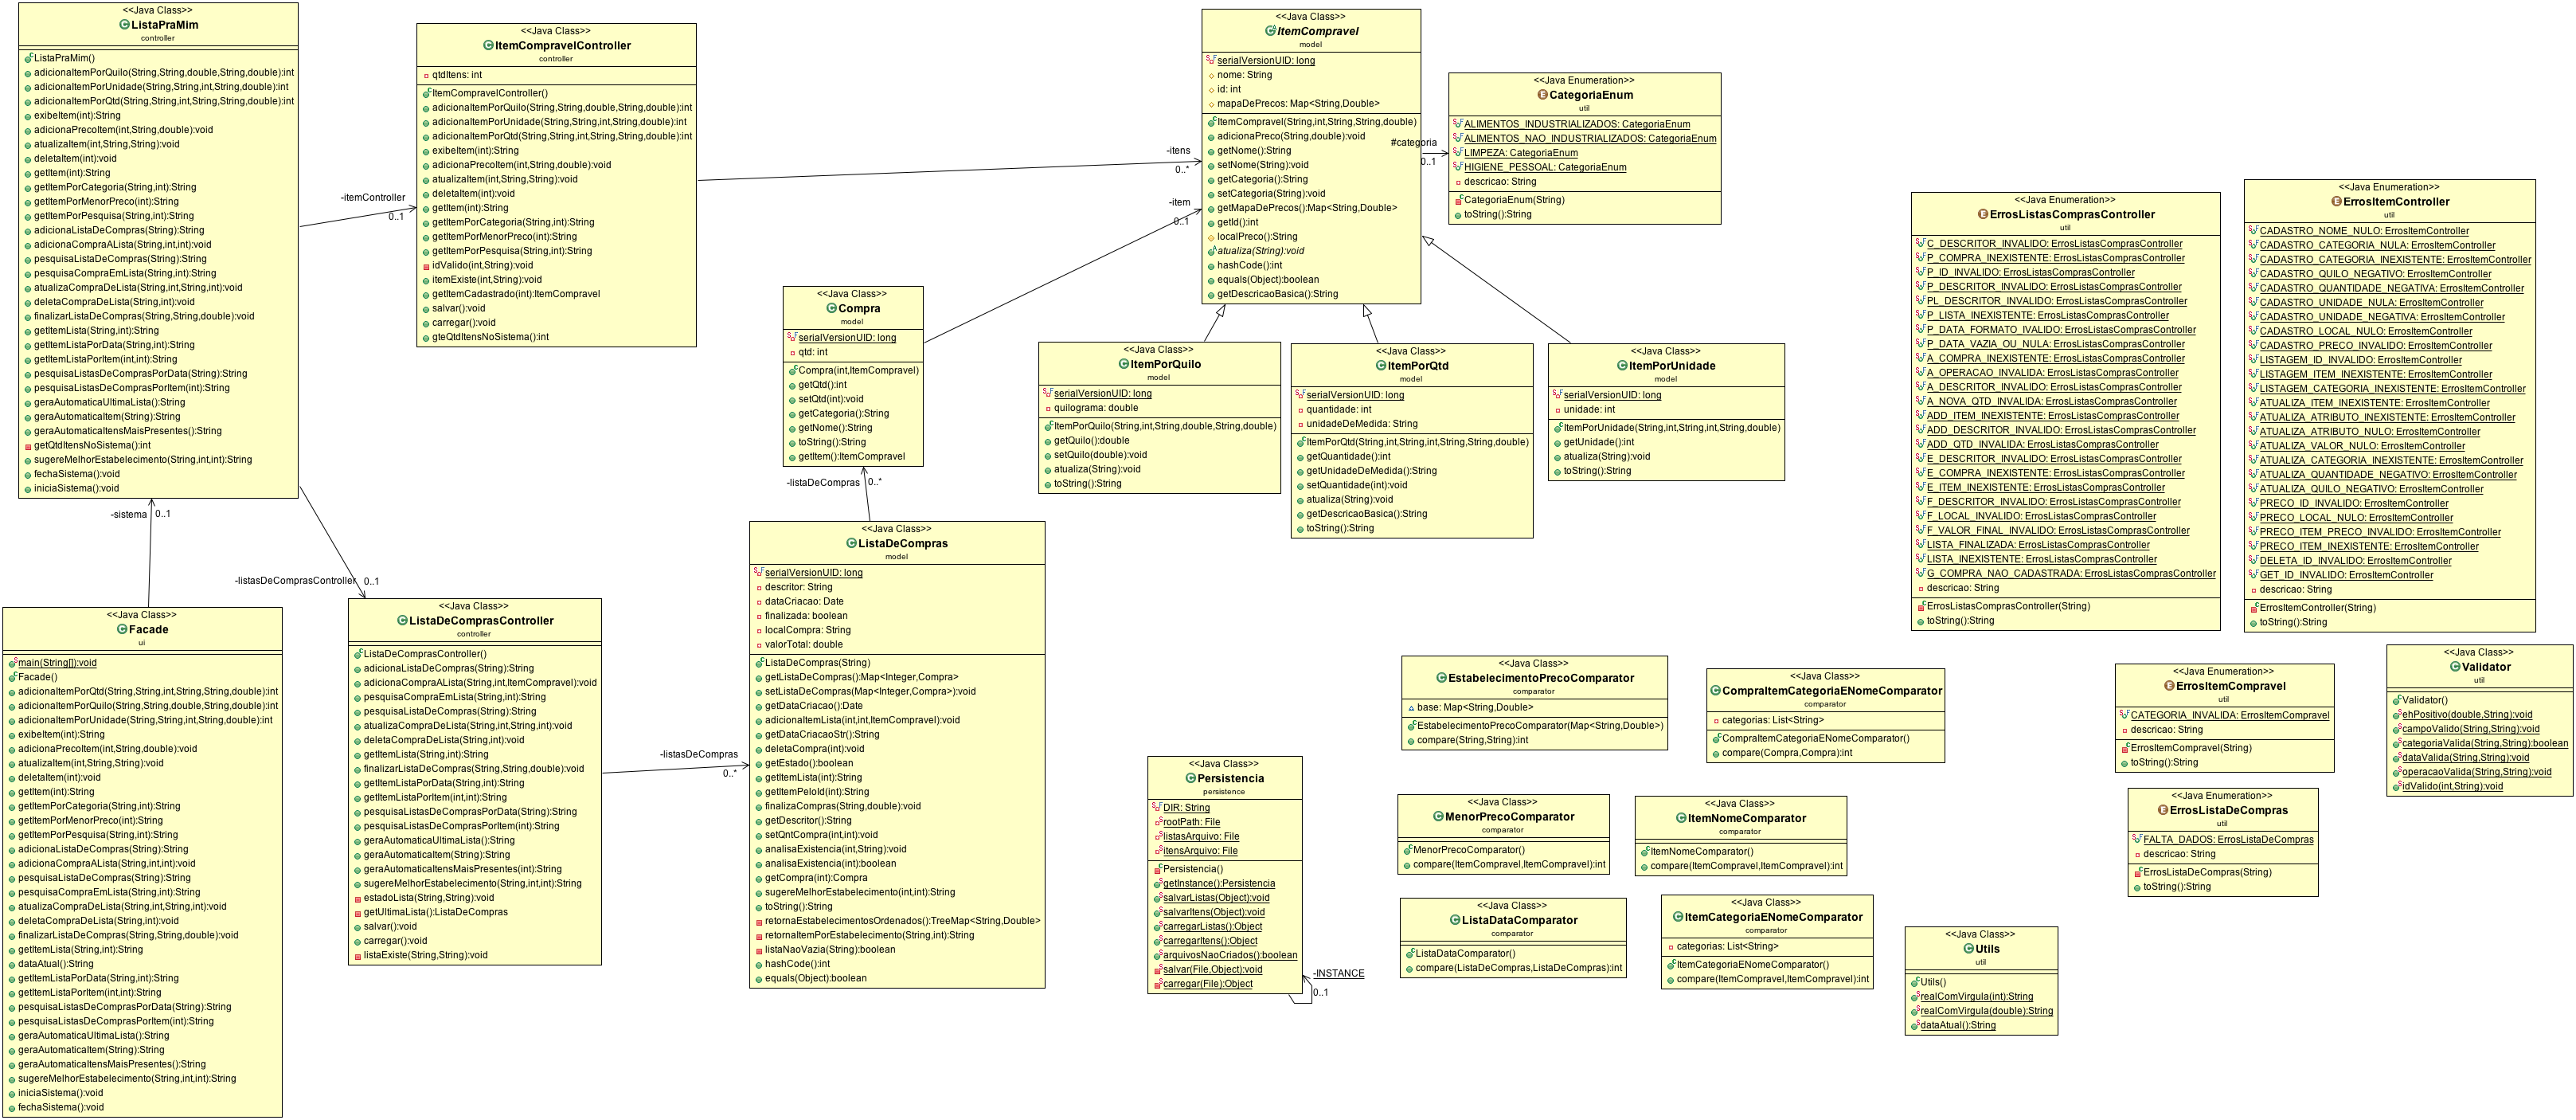 <<Java Class>>
ListaPraMim
controller
ListaPraMim()
adicionaItemPorQuilo(String,String,double,String,double):int
adicionaItemPorUnidade(String,String,int,String,double):int
adicionaItemPorQtd(String,String,int,String,String,double):int
exibeItem(int):String
adicionaPrecoItem(int,String,double):void
atualizaItem(int,String,String):void
deletaItem(int):void
getItem(int):String
getItemPorCategoria(String,int):String
getItemPorMenorPreco(int):String
getItemPorPesquisa(String,int):String
adicionaListaDeCompras(String):String
adicionaCompraALista(String,int,int):void
pesquisaListaDeCompras(String):String
pesquisaCompraEmLista(String,int):String
atualizaCompraDeLista(String,int,String,int):void
deletaCompraDeLista(String,int):void
finalizarListaDeCompras(String,String,double):void
getItemLista(String,int):String
getItemListaPorData(String,int):String
getItemListaPorItem(int,int):String
pesquisaListasDeComprasPorData(String):String
pesquisaListasDeComprasPorItem(int):String
geraAutomaticaUltimaLista():String
geraAutomaticaItem(String):String
geraAutomaticaItensMaisPresentes():String
getQtdItensNoSistema():int
sugereMelhorEstabelecimento(String,int,int):String
fechaSistema():void
iniciaSistema():void
-itemController
0..1
-sistema
0..1
-listasDeComprasController
0..1
<<Java Class>>
ItemCompravelController
controller
qtdItens: int
ItemCompravelController()
adicionaItemPorQuilo(String,String,double,String,double):int
adicionaItemPorUnidade(String,String,int,String,double):int
adicionaItemPorQtd(String,String,int,String,String,double):int
exibeItem(int):String
adicionaPrecoItem(int,String,double):void
atualizaItem(int,String,String):void
deletaItem(int):void
getItem(int):String
getItemPorCategoria(String,int):String
getItemPorMenorPreco(int):String
getItemPorPesquisa(String,int):String
idValido(int,String):void
itemExiste(int,String):void
getItemCadastrado(int):ItemCompravel
salvar():void
carregar():void
gteQtdItensNoSistema():int
-itens
0..*
-item
0..1
<<Java Class>>
ItemCompravel
model
serialVersionUID: long
nome: String
id: int
mapaDePrecos: Map<String,Double>
ItemCompravel(String,int,String,String,double)
adicionaPreco(String,double):void
getNome():String
setNome(String):void
getCategoria():String
setCategoria(String):void
getMapaDePrecos():Map<String,Double>
getId():int
localPreco():String
atualiza(String):void
hashCode():int
equals(Object):boolean
getDescricaoBasica():String
#categoria
0..1
<<Java Enumeration>>
CategoriaEnum
util
ALIMENTOS_INDUSTRIALIZADOS: CategoriaEnum
ALIMENTOS_NAO_INDUSTRIALIZADOS: CategoriaEnum
LIMPEZA: CategoriaEnum
HIGIENE_PESSOAL: CategoriaEnum
descricao: String
CategoriaEnum(String)
toString():String
<<Java Class>>
Compra
model
serialVersionUID: long
qtd: int
Compra(int,ItemCompravel)
getQtd():int
setQtd(int):void
getCategoria():String
getNome():String
toString():String
getItem():ItemCompravel
-listaDeCompras
0..*
<<Java Class>>
ItemPorQuilo
model
serialVersionUID: long
quilograma: double
ItemPorQuilo(String,int,String,double,String,double)
getQuilo():double
setQuilo(double):void
atualiza(String):void
toString():String
<<Java Class>>
ItemPorQtd
model
serialVersionUID: long
quantidade: int
unidadeDeMedida: String
ItemPorQtd(String,int,String,int,String,String,double)
getQuantidade():int
getUnidadeDeMedida():String
setQuantidade(int):void
atualiza(String):void
getDescricaoBasica():String
toString():String
<<Java Class>>
ItemPorUnidade
model
serialVersionUID: long
unidade: int
ItemPorUnidade(String,int,String,int,String,double)
getUnidade():int
atualiza(String):void
toString():String
<<Java Enumeration>>
ErrosListasComprasController
util
C_DESCRITOR_INVALIDO: ErrosListasComprasController
P_COMPRA_INEXISTENTE: ErrosListasComprasController
P_ID_INVALIDO: ErrosListasComprasController
P_DESCRITOR_INVALIDO: ErrosListasComprasController
PL_DESCRITOR_INVALIDO: ErrosListasComprasController
P_LISTA_INEXISTENTE: ErrosListasComprasController
P_DATA_FORMATO_IVALIDO: ErrosListasComprasController
P_DATA_VAZIA_OU_NULA: ErrosListasComprasController
A_COMPRA_INEXISTENTE: ErrosListasComprasController
A_OPERACAO_INVALIDA: ErrosListasComprasController
A_DESCRITOR_INVALIDO: ErrosListasComprasController
A_NOVA_QTD_INVALIDA: ErrosListasComprasController
ADD_ITEM_INEXISTENTE: ErrosListasComprasController
ADD_DESCRITOR_INVALIDO: ErrosListasComprasController
ADD_QTD_INVALIDA: ErrosListasComprasController
E_DESCRITOR_INVALIDO: ErrosListasComprasController
E_COMPRA_INEXISTENTE: ErrosListasComprasController
E_ITEM_INEXISTENTE: ErrosListasComprasController
F_DESCRITOR_INVALIDO: ErrosListasComprasController
F_LOCAL_INVALIDO: ErrosListasComprasController
F_VALOR_FINAL_INVALIDO: ErrosListasComprasController
LISTA_FINALIZADA: ErrosListasComprasController
LISTA_INEXISTENTE: ErrosListasComprasController
G_COMPRA_NAO_CADASTRADA: ErrosListasComprasController
descricao: String
ErrosListasComprasController(String)
toString():String
<<Java Enumeration>>
ErrosItemController
util
CADASTRO_NOME_NULO: ErrosItemController
CADASTRO_CATEGORIA_NULA: ErrosItemController
CADASTRO_CATEGORIA_INEXISTENTE: ErrosItemController
CADASTRO_QUILO_NEGATIVO: ErrosItemController
CADASTRO_QUANTIDADE_NEGATIVA: ErrosItemController
CADASTRO_UNIDADE_NULA: ErrosItemController
CADASTRO_UNIDADE_NEGATIVA: ErrosItemController
CADASTRO_LOCAL_NULO: ErrosItemController
CADASTRO_PRECO_INVALIDO: ErrosItemController
LISTAGEM_ID_INVALIDO: ErrosItemController
LISTAGEM_ITEM_INEXISTENTE: ErrosItemController
LISTAGEM_CATEGORIA_INEXISTENTE: ErrosItemController
ATUALIZA_ITEM_INEXISTENTE: ErrosItemController
ATUALIZA_ATRIBUTO_INEXISTENTE: ErrosItemController
ATUALIZA_ATRIBUTO_NULO: ErrosItemController
ATUALIZA_VALOR_NULO: ErrosItemController
ATUALIZA_CATEGORIA_INEXISTENTE: ErrosItemController
ATUALIZA_QUANTIDADE_NEGATIVO: ErrosItemController
ATUALIZA_QUILO_NEGATIVO: ErrosItemController
PRECO_ID_INVALIDO: ErrosItemController
PRECO_LOCAL_NULO: ErrosItemController
PRECO_ITEM_PRECO_INVALIDO: ErrosItemController
PRECO_ITEM_INEXISTENTE: ErrosItemController
DELETA_ID_INVALIDO: ErrosItemController
GET_ID_INVALIDO: ErrosItemController
descricao: String
ErrosItemController(String)
toString():String
<<Java Class>>
Facade
ui
main(String[]):void
Facade()
adicionaItemPorQtd(String,String,int,String,String,double):int
adicionaItemPorQuilo(String,String,double,String,double):int
adicionaItemPorUnidade(String,String,int,String,double):int
exibeItem(int):String
adicionaPrecoItem(int,String,double):void
atualizaItem(int,String,String):void
deletaItem(int):void
getItem(int):String
getItemPorCategoria(String,int):String
getItemPorMenorPreco(int):String
getItemPorPesquisa(String,int):String
adicionaListaDeCompras(String):String
adicionaCompraALista(String,int,int):void
pesquisaListaDeCompras(String):String
pesquisaCompraEmLista(String,int):String
atualizaCompraDeLista(String,int,String,int):void
deletaCompraDeLista(String,int):void
finalizarListaDeCompras(String,String,double):void
getItemLista(String,int):String
dataAtual():String
getItemListaPorData(String,int):String
getItemListaPorItem(int,int):String
pesquisaListasDeComprasPorData(String):String
pesquisaListasDeComprasPorItem(int):String
geraAutomaticaUltimaLista():String
geraAutomaticaItem(String):String
geraAutomaticaItensMaisPresentes():String
sugereMelhorEstabelecimento(String,int,int):String
iniciaSistema():void
fechaSistema():void
<<Java Class>>
ListaDeComprasController
controller
ListaDeComprasController()
adicionaListaDeCompras(String):String
adicionaCompraALista(String,int,ItemCompravel):void
pesquisaCompraEmLista(String,int):String
pesquisaListaDeCompras(String):String
atualizaCompraDeLista(String,int,String,int):void
deletaCompraDeLista(String,int):void
getItemLista(String,int):String
finalizarListaDeCompras(String,String,double):void
getItemListaPorData(String,int):String
getItemListaPorItem(int,int):String
pesquisaListasDeComprasPorData(String):String
pesquisaListasDeComprasPorItem(int):String
geraAutomaticaUltimaLista():String
geraAutomaticaItem(String):String
geraAutomaticaItensMaisPresentes(int):String
sugereMelhorEstabelecimento(String,int,int):String
estadoLista(String,String):void
getUltimaLista():ListaDeCompras
salvar():void
carregar():void
listaExiste(String,String):void
-listasDeCompras
0..*
<<Java Class>>
ListaDeCompras
model
serialVersionUID: long
descritor: String
dataCriacao: Date
finalizada: boolean
localCompra: String
valorTotal: double
ListaDeCompras(String)
getListaDeCompras():Map<Integer,Compra>
setListaDeCompras(Map<Integer,Compra>):void
getDataCriacao():Date
adicionaItemLista(int,int,ItemCompravel):void
getDataCriacaoStr():String
deletaCompra(int):void
getEstado():boolean
getItemLista(int):String
getItemPeloId(int):String
finalizaCompras(String,double):void
getDescritor():String
setQntCompra(int,int):void
analisaExistencia(int,String):void
analisaExistencia(int):boolean
getCompra(int):Compra
sugereMelhorEstabelecimento(int,int):String
toString():String
retornaEstabelecimentosOrdenados():TreeMap<String,Double>
retornaItemPorEstabelecimento(String,int):String
listaNaoVazia(String):boolean
hashCode():int
equals(Object):boolean
<<Java Class>>
Persistencia
persistence
DIR: String
rootPath: File
listasArquivo: File
itensArquivo: File
Persistencia()
getInstance():Persistencia
salvarListas(Object):void
salvarItens(Object):void
carregarListas():Object
carregarItens():Object
arquivosNaoCriados():boolean
salvar(File,Object):void
carregar(File):Object
-INSTANCE
0..1
<<Java Class>>
EstabelecimentoPrecoComparator
comparator
base: Map<String,Double>
EstabelecimentoPrecoComparator(Map<String,Double>)
compare(String,String):int
<<Java Class>>
CompraItemCategoriaENomeComparator
comparator
categorias: List<String>
CompraItemCategoriaENomeComparator()
compare(Compra,Compra):int
<<Java Class>>
MenorPrecoComparator
comparator
MenorPrecoComparator()
compare(ItemCompravel,ItemCompravel):int
<<Java Class>>
ItemNomeComparator
comparator
ItemNomeComparator()
compare(ItemCompravel,ItemCompravel):int
<<Java Class>>
ListaDataComparator
comparator
ListaDataComparator()
compare(ListaDeCompras,ListaDeCompras):int
<<Java Class>>
ItemCategoriaENomeComparator
comparator
categorias: List<String>
ItemCategoriaENomeComparator()
compare(ItemCompravel,ItemCompravel):int
<<Java Class>>
Utils
util
Utils()
realComVirgula(int):String
realComVirgula(double):String
dataAtual():String
<<Java Enumeration>>
ErrosItemCompravel
util
CATEGORIA_INVALIDA: ErrosItemCompravel
descricao: String
ErrosItemCompravel(String)
toString():String
<<Java Enumeration>>
ErrosListaDeCompras
util
FALTA_DADOS: ErrosListaDeCompras
descricao: String
ErrosListaDeCompras(String)
toString():String
<<Java Class>>
Validator
util
Validator()
ehPositivo(double,String):void
campoValido(String,String):void
categoriaValida(String,String):boolean
dataValida(String,String):void
operacaoValida(String,String):void
idValido(int,String):void